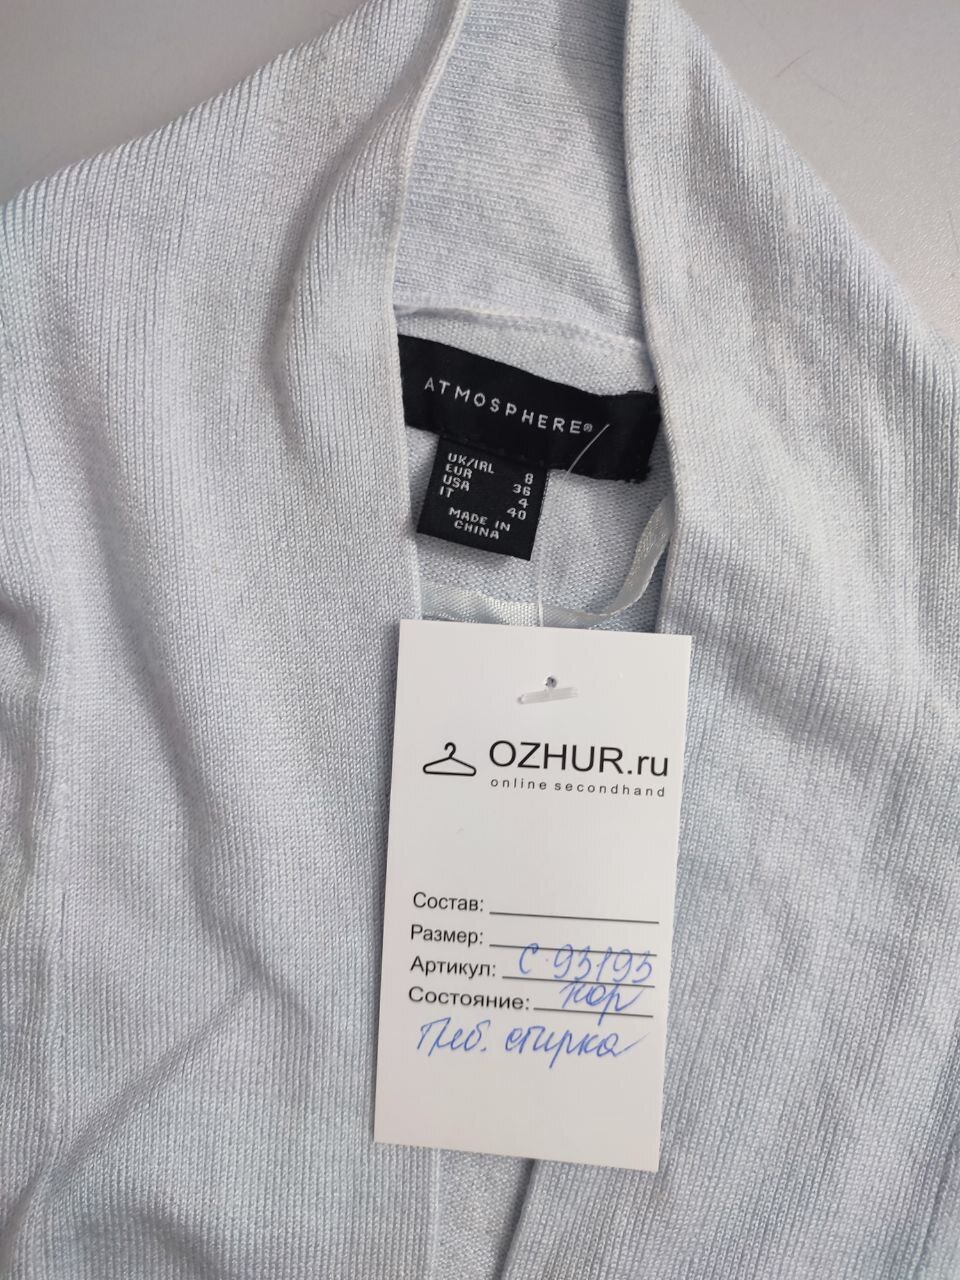 ATMOSPHERE®
UK/IRL 8
EUR 36
USA 4
IT 40
MADE IN
CHINA
OZHUR.ru
online secondhand
Состав:
Размер:
Артикул: С-93193
Состояние: хор
Треб. стирка